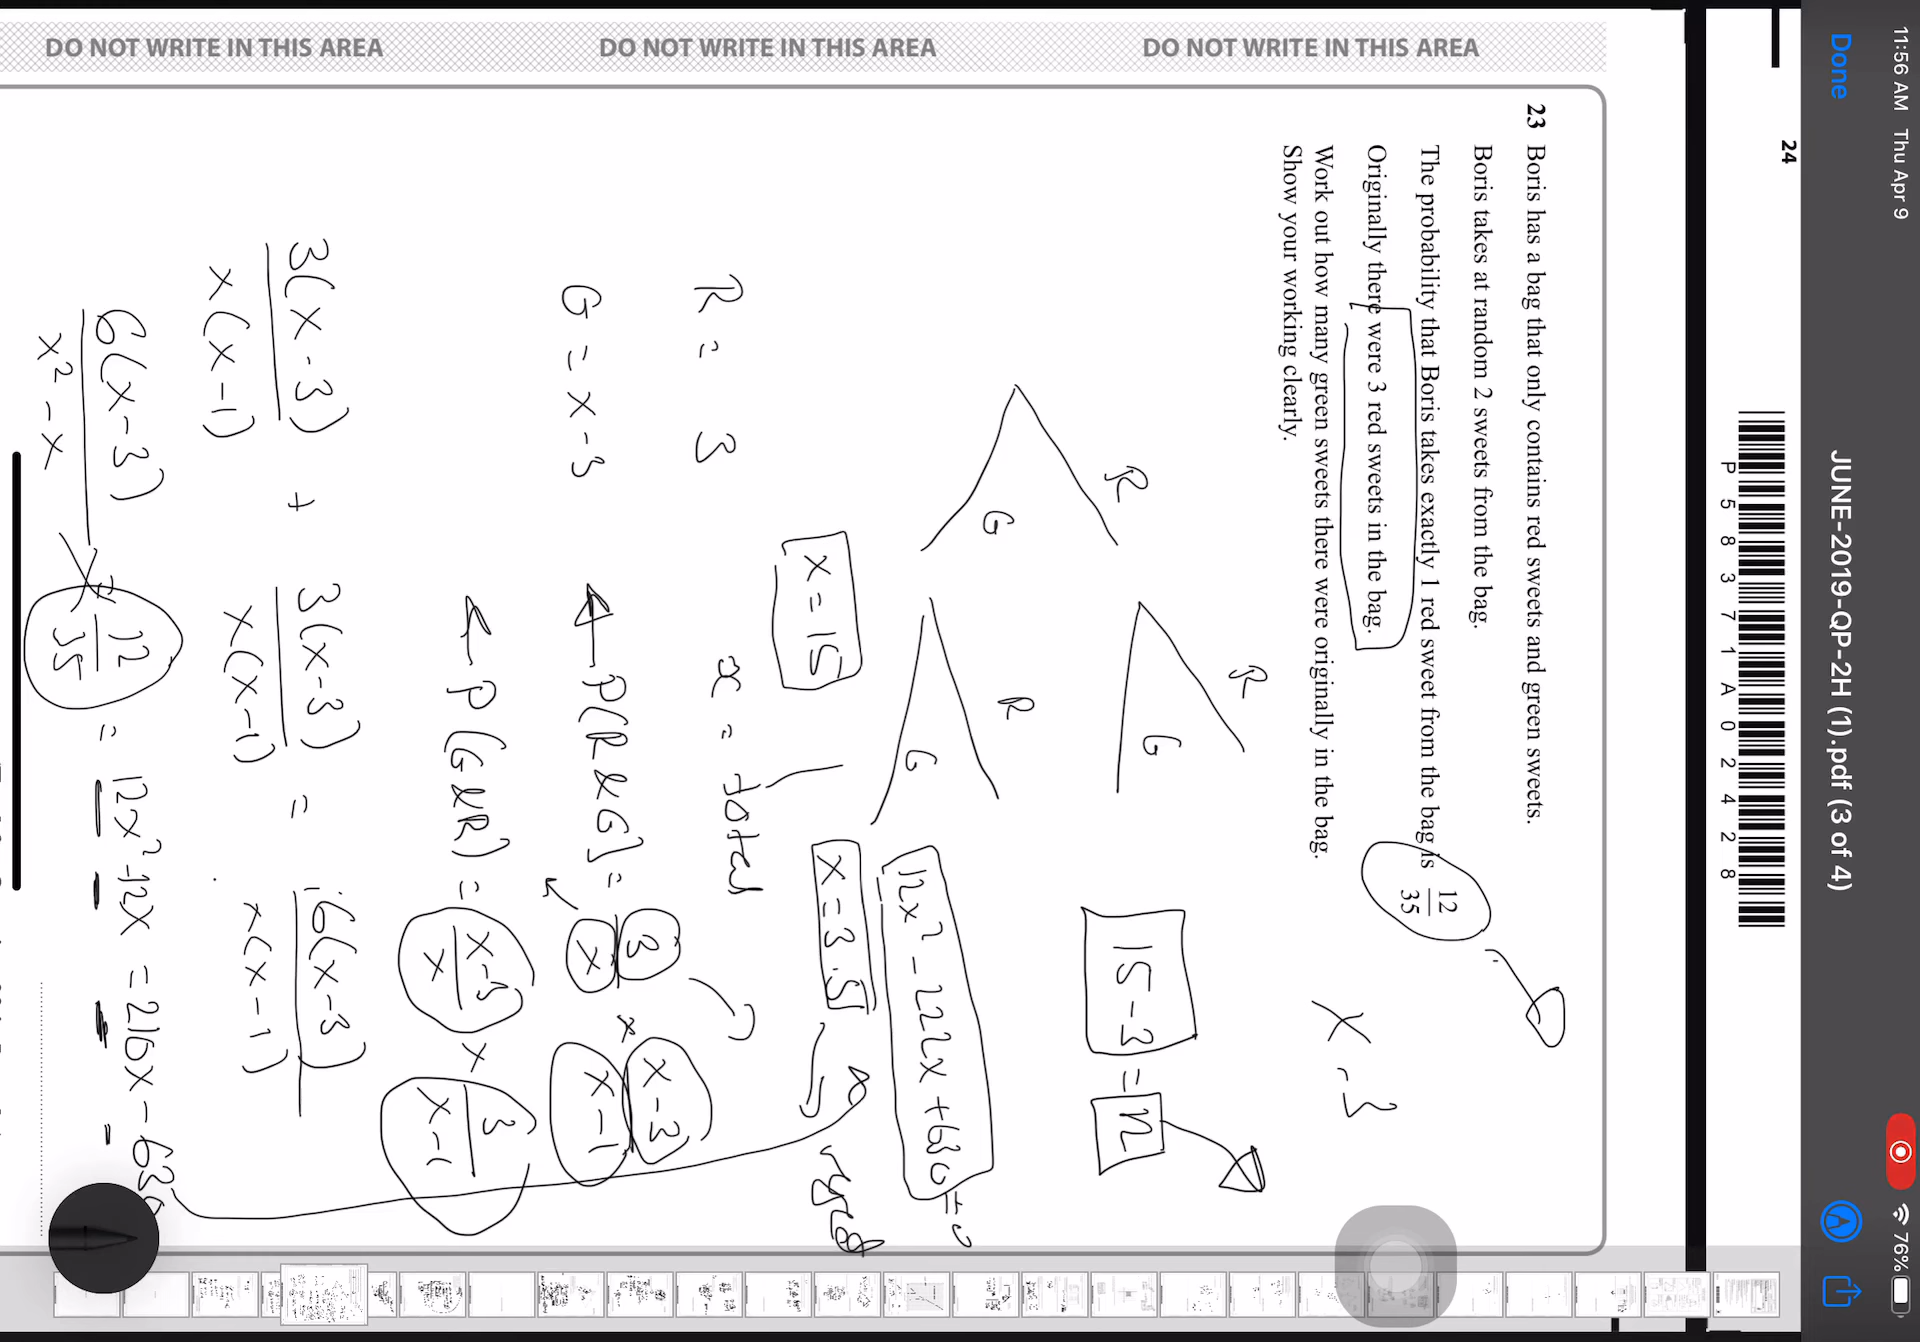 11:56 AM Thu Apr 9
76%
Done
JUNE-2019-QP-2H (1).pdf (3 of 4)
24
P 5 8 3 7 1 A 0 2 4 2 8
DO NOT WRITE IN THIS AREA
DO NOT WRITE IN THIS AREA
DO NOT WRITE IN THIS AREA
23 Boris has a bag that only contains red sweets and green sweets.
Boris takes at random 2 sweets from the bag.
The probability that Boris takes exactly 1 red sweet from the bag is 12/35
Originally there were 3 red sweets in the bag.
Work out how many green sweets there were originally in the bag.
Show your working clearly.
x - 3
R
R
G
15 - 3 = 12
G
R
G
12x² - 222x + 630 = 0
x = 15
x = 3.5
reject
R = 3
x = total
G = x - 3
P(R & G) = 3/x × x-3/x-1
P(G & R) = x-3/x × 3/x-1
3(x-3)/x(x-1) + 3(x-3)/x(x-1) = 6(x-3)/x(x-1)
6(x-3)/x²-x
12/35
= 12x² - 12x = 216x - 630